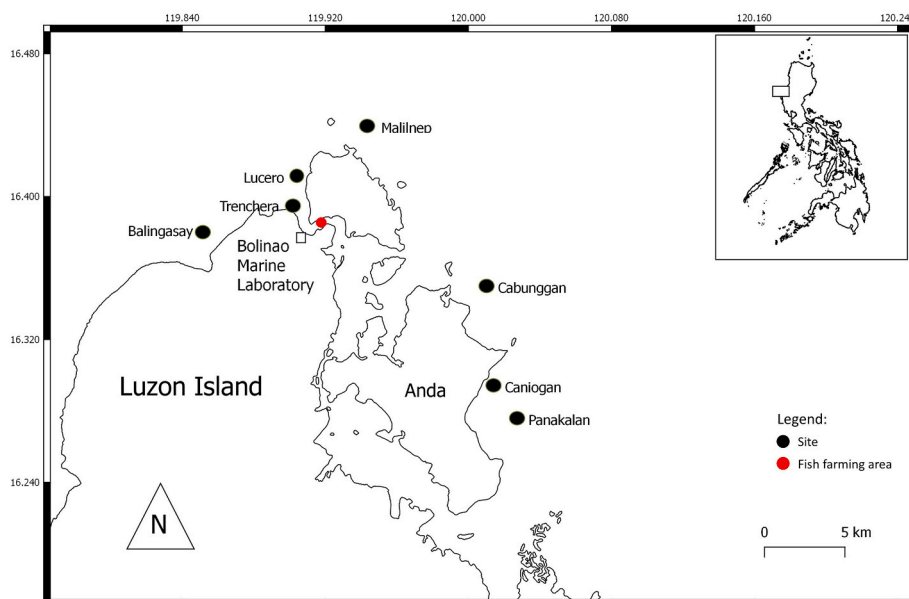 119.840 119.920 120.000 120.080 120.160 120.24
16.480
16.400
16.320
16.240
Malilnep
Lucero
Trenchera
Balingasay
Bolinao
Marine
Laboratory
Cabunggan
Luzon Island
Anda
Caniogan
Panakalan
Legend:
Site
Fish farming area
N
0 5 km